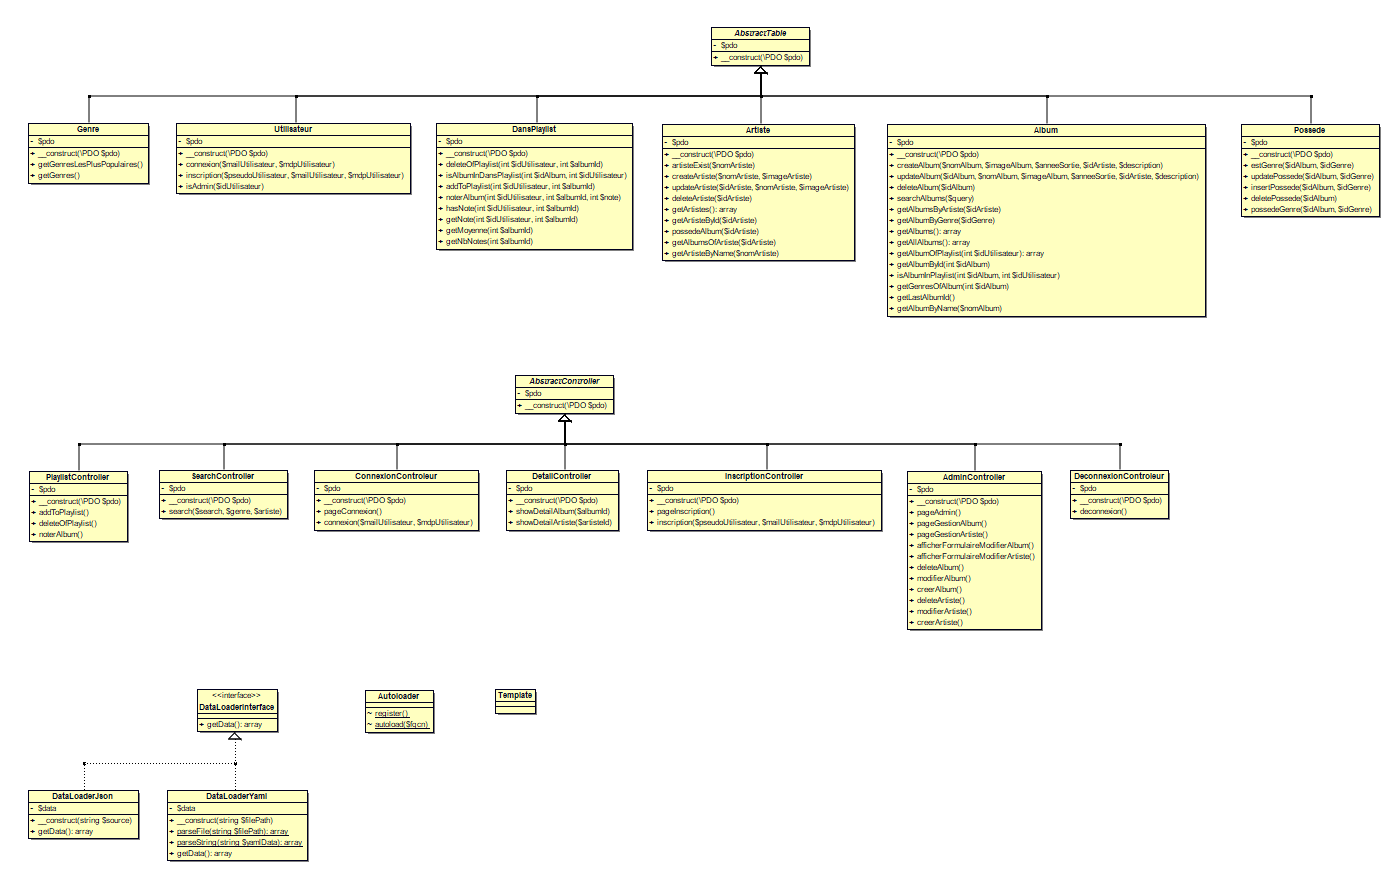 AbstractTable
- $pdo
+ __construct(\PDO $pdo)
Genre
- $pdo
+ __construct(\PDO $pdo)
+ getGenresLesPlusPopulaires()
+ getGenres()
Utilisateur
- $pdo
+ __construct(\PDO $pdo)
+ connexion($mailUtilisateur, $mdpUtilisateur)
+ inscription($pseudoUtilisateur, $mailUtilisateur, $mdpUtilisateur)
+ isAdmin($idUtilisateur)
DansPlaylist
- $pdo
+ __construct(\PDO $pdo)
+ deleteOfPlaylist(int $idUtilisateur, int $albumId)
+ isAlbumInDansPlaylist(int $idAlbum, int $idUtilisateur)
+ addToPlaylist(int $idUtilisateur, int $albumId)
+ noterAlbum(int $idUtilisateur, int $albumId, int $note)
+ hasNote(int $idUtilisateur, int $albumId)
+ getNote(int $idUtilisateur, int $albumId)
+ getMoyenne(int $albumId)
+ getNbNotes(int $albumId)
Artiste
- $pdo
+ __construct(\PDO $pdo)
+ artisteExist($nomArtiste)
+ createArtiste($nomArtiste, $imageArtiste)
+ updateArtiste($idArtiste, $nomArtiste, $imageArtiste)
+ deleteArtiste($idArtiste)
+ getArtistes(): array
+ getArtisteById($idArtiste)
+ possedeAlbum($idArtiste)
+ getAlbumsOfArtiste($idArtiste)
+ getArtisteByName($nomArtiste)
Album
- $pdo
+ __construct(\PDO $pdo)
+ createAlbum($nomAlbum, $imageAlbum, $anneeSortie, $idArtiste, $description)
+ updateAlbum($idAlbum, $nomAlbum, $imageAlbum, $anneeSortie, $idArtiste, $description)
+ deleteAlbum($idAlbum)
+ searchAlbums($query)
+ getAlbumsByArtiste($idArtiste)
+ getAlbumByGenre($idGenre)
+ getAlbums(): array
+ getAllAlbums(): array
+ getAlbumOfPlaylist(int $idUtilisateur): array
+ getAlbumById(int $idAlbum)
+ isAlbumInPlaylist(int $idAlbum, int $idUtilisateur)
+ getGenresOfAlbum(int $idAlbum)
+ getLastAlbumId()
+ getAlbumByName($nomAlbum)
Possede
- $pdo
+ __construct(\PDO $pdo)
+ estGenre($idAlbum, $idGenre)
+ updatePossede($idAlbum, $idGenre)
+ insertPossede($idAlbum, $idGenre)
+ deletePossede($idAlbum)
+ possedeGenre($idAlbum, $idGenre)
AbstractController
- $pdo
+ __construct(\PDO $pdo)
PlaylistController
- $pdo
+ __construct(\PDO $pdo)
+ addToPlaylist()
+ deleteOfPlaylist()
+ noterAlbum()
SearchController
- $pdo
+ __construct(\PDO $pdo)
+ search($search, $genre, $artiste)
ConnexionControleur
- $pdo
+ __construct(\PDO $pdo)
+ pageConnexion()
+ connexion($mailUtilisateur, $mdpUtilisateur)
DetailController
- $pdo
+ __construct(\PDO $pdo)
+ showDetailAlbum($albumId)
+ showDetailArtiste($artisteId)
InscriptionController
- $pdo
+ __construct(\PDO $pdo)
+ pageInscription()
+ inscription($pseudoUtilisateur, $mailUtilisateur, $mdpUtilisateur)
AdminController
- $pdo
+ __construct(\PDO $pdo)
+ pageAdmin()
+ pageGestionAlbum()
+ pageGestionArtiste()
+ afficherFormulaireModifierAlbum()
+ afficherFormulaireModifierArtiste()
+ deleteAlbum()
+ modifierAlbum()
+ creerAlbum()
+ deleteArtiste()
+ modifierArtiste()
+ creerArtiste()
DeconnexionControleur
- $pdo
+ __construct(\PDO $pdo)
+ deconnexion()
<<interface>>
DataLoaderInterface
+ getData(): array
Autoloader
~ register()
~ autoload($fqcn)
Template
DataLoaderJson
- $data
+ __construct(string $source)
+ getData(): array
DataLoaderYaml
- $data
+ __construct(string $filePath)
+ parseFile(string $filePath): array
+ parseString(string $yamlData): array
+ getData(): array